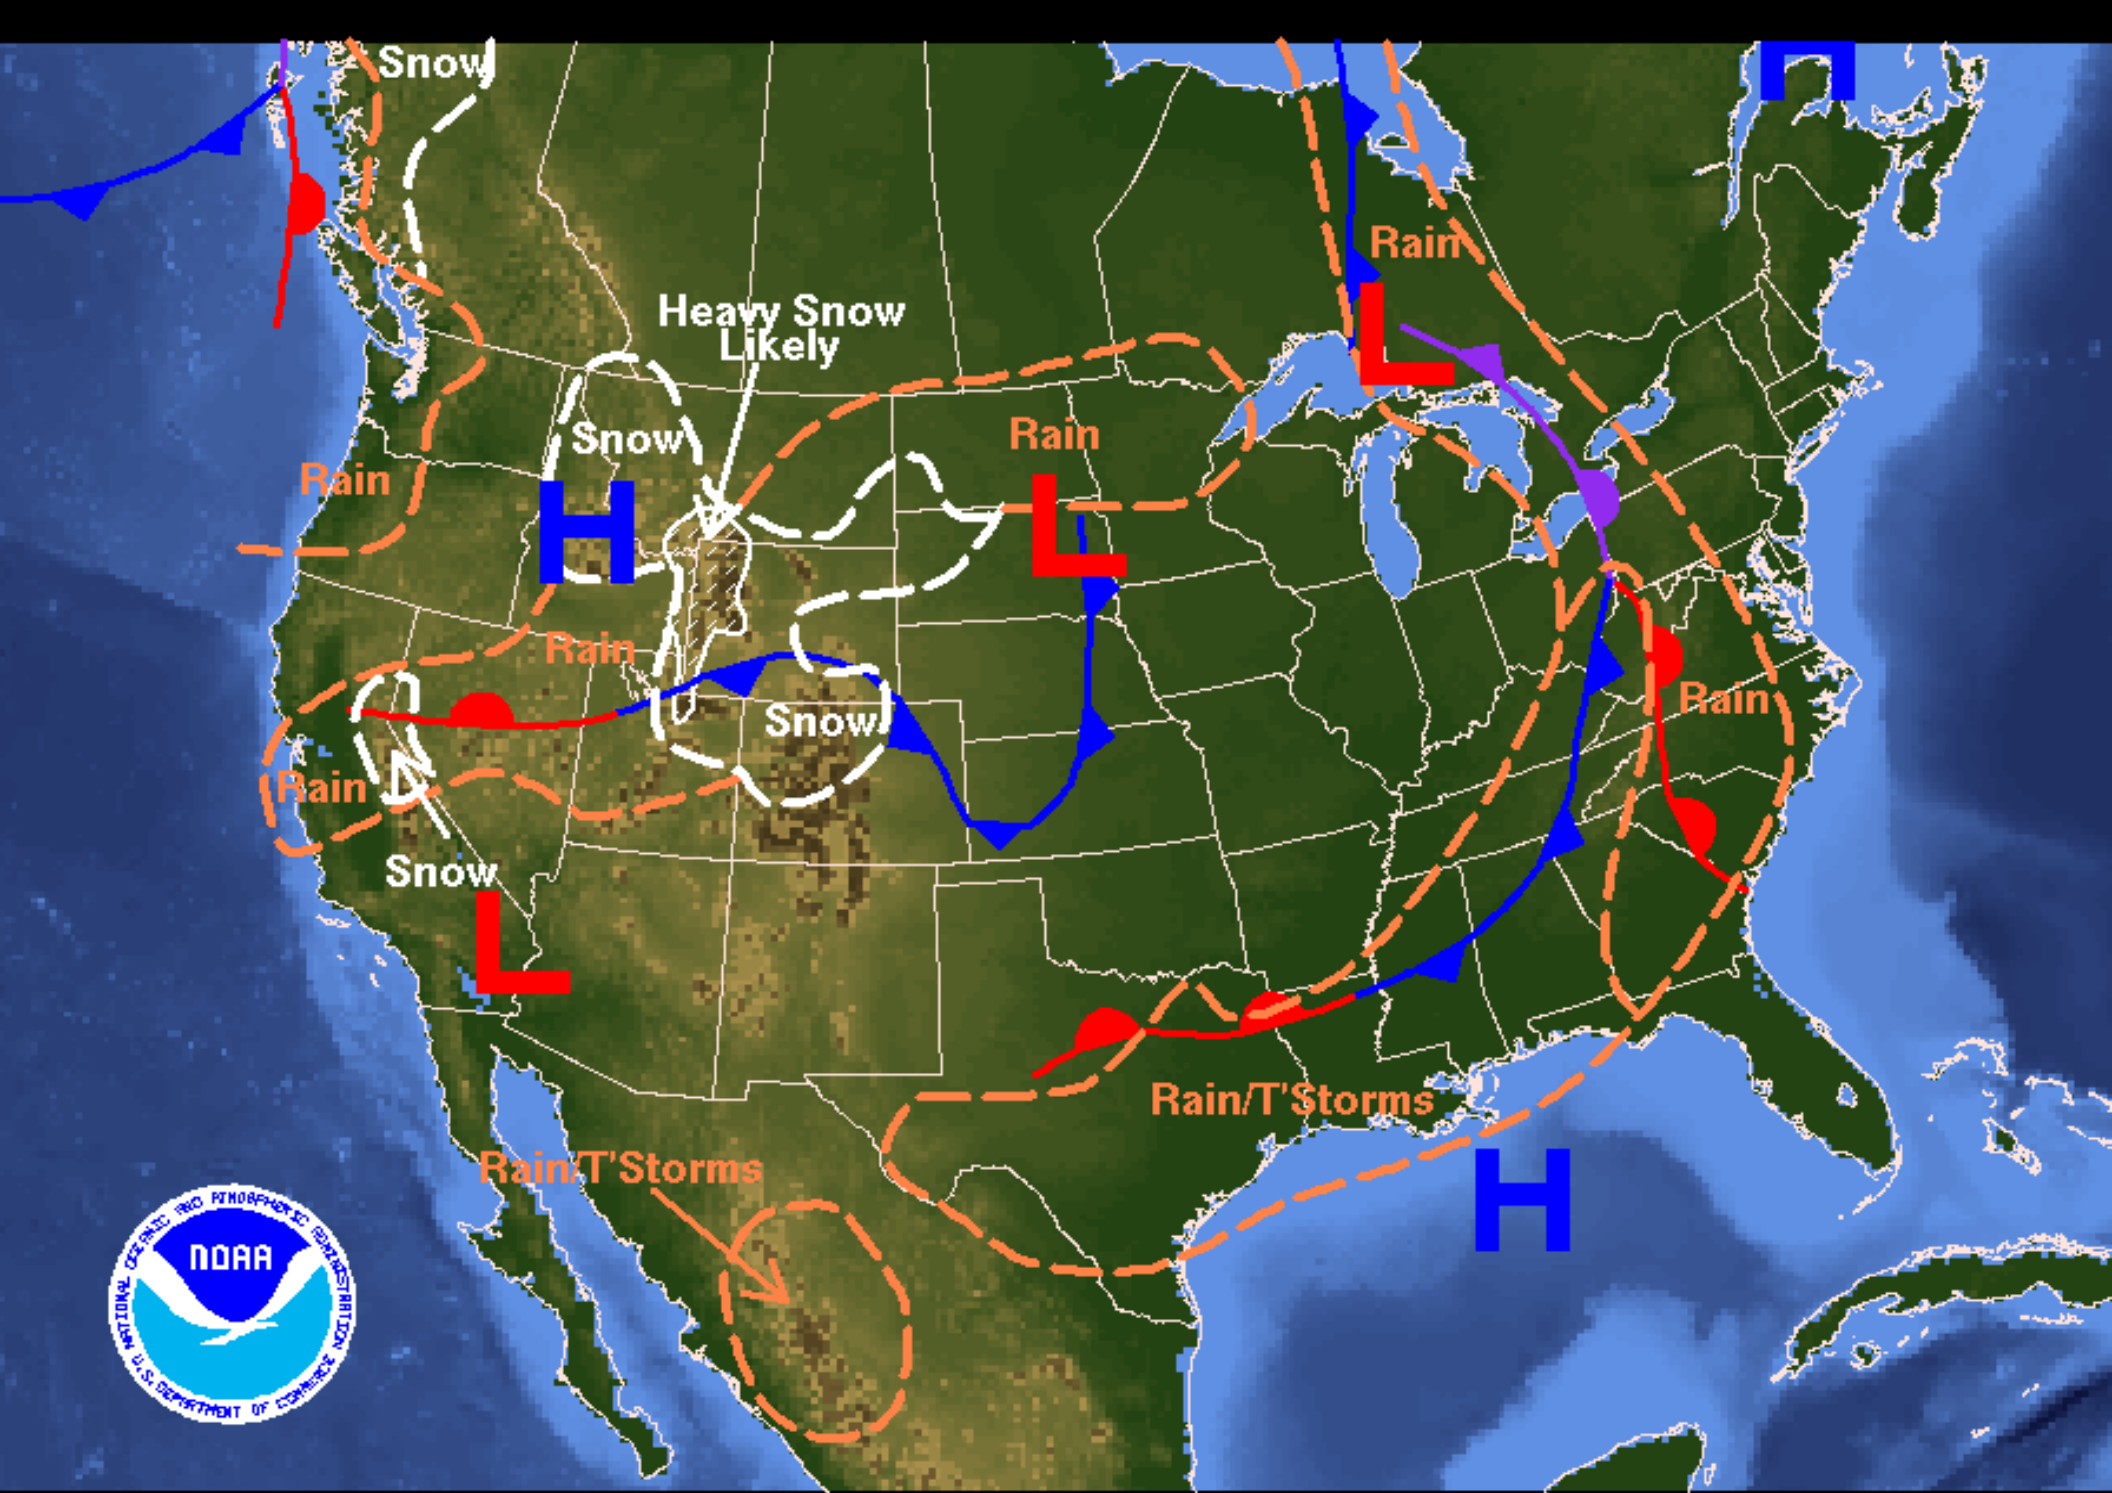 Snow
H
Rain
Heavy Snow
Likely
L
Rain
Snow
Rain
L
H
Rain
Rain
Snow
Rain
Rain
Snow
L
Rain/T'Storms
Rain/T'Storms
H
NOAA
NATIONAL OCEANIC AND ATMOSPHERIC ADMINISTRATION
U.S. DEPARTMENT OF COMMERCE